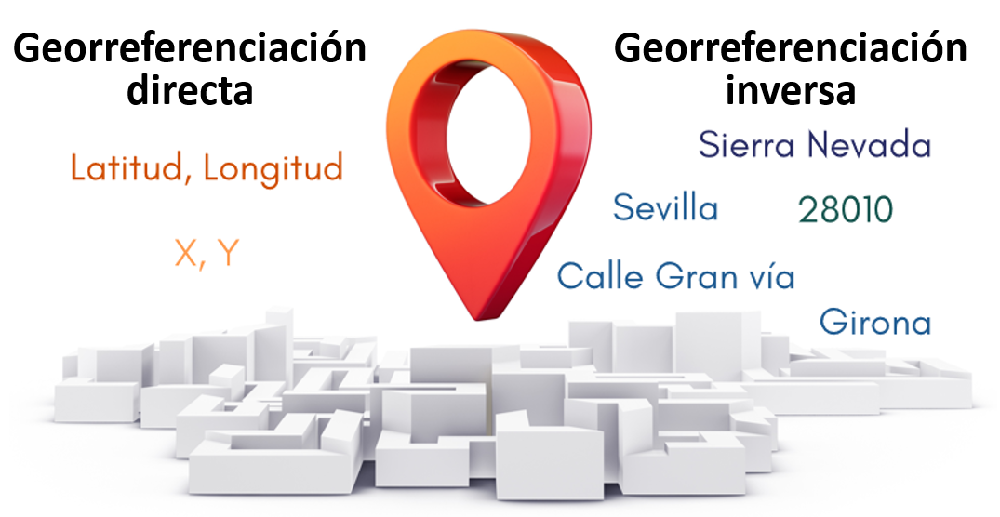 Georreferenciación
directa
Latitud, Longitud
X, Y
Georreferenciación
inversa
Sierra Nevada
Sevilla 28010
Calle Gran vía
Girona